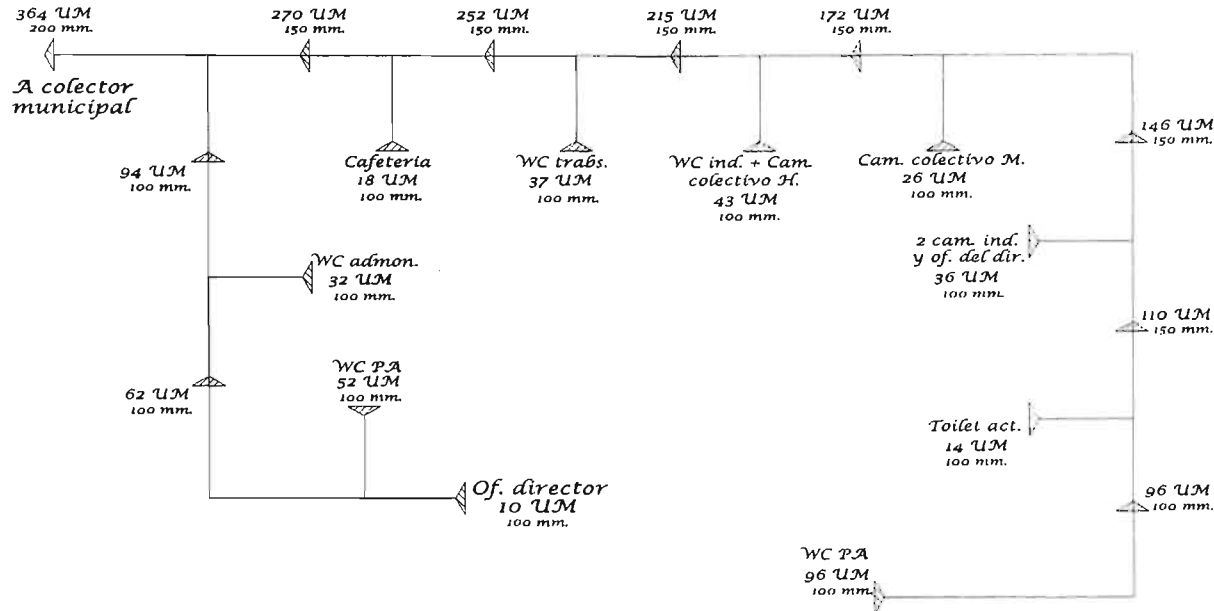 364 UM
200 mm.
A colector
municipal
270 UM
150 mm.
252 UM
150 mm.
215 UM
150 mm.
172 UM
150 mm.
146 UM
150 mm.
94 UM
100 mm.
Cafeteria
18 UM
100 mm.
WC trabs.
37 UM
100 mm.
WC ind. + Cam.
colectivo H.
43 UM
100 mm.
Cam. colectivo M.
26 UM
100 mm.
2 cam. ind.
y of. del dir.
36 UM
100 mm.
WC admon.
32 UM
100 mm.
110 UM
150 mm.
WC PA
52 UM
100 mm.
62 UM
100 mm.
Toilet act.
14 UM
100 mm.
Of. director
10 UM
100 mm.
96 UM
100 mm.
WC PA
96 UM
100 mm.